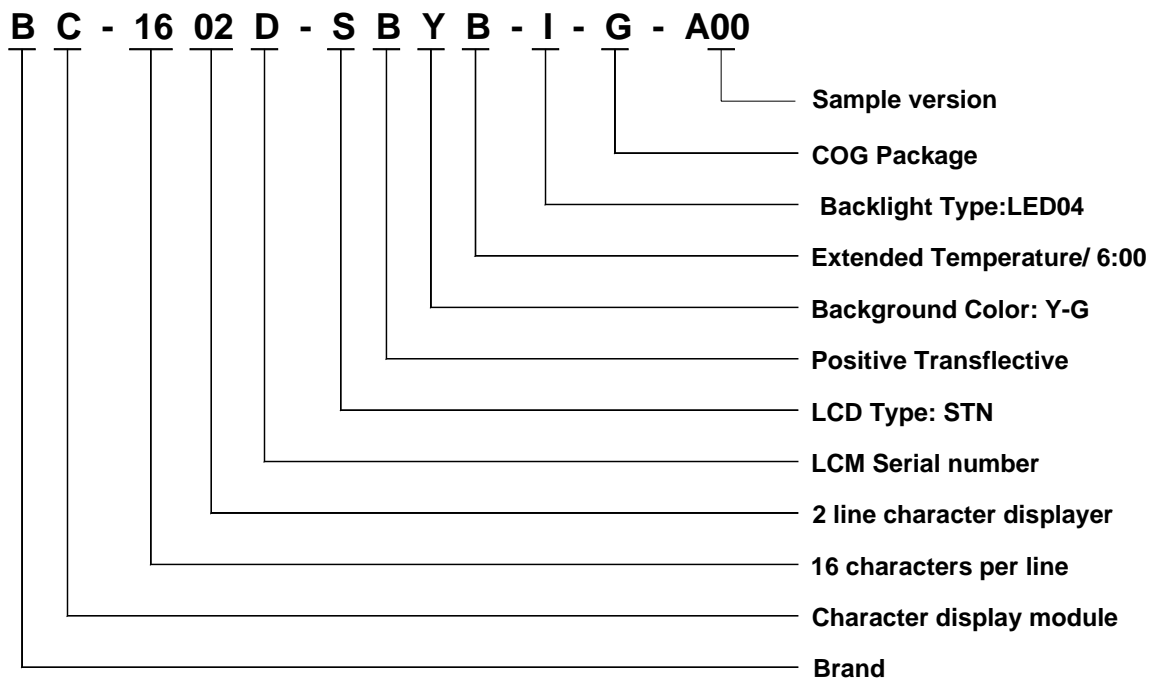 B C - 16 02 D - S B Y B - I - G - A00
Sample version
COG Package
Backlight Type:LED04
Extended Temperature/ 6:00
Background Color: Y-G
Positive Transflective
LCD Type: STN
LCM Serial number
2 line character displayer
16 characters per line
Character display module
Brand